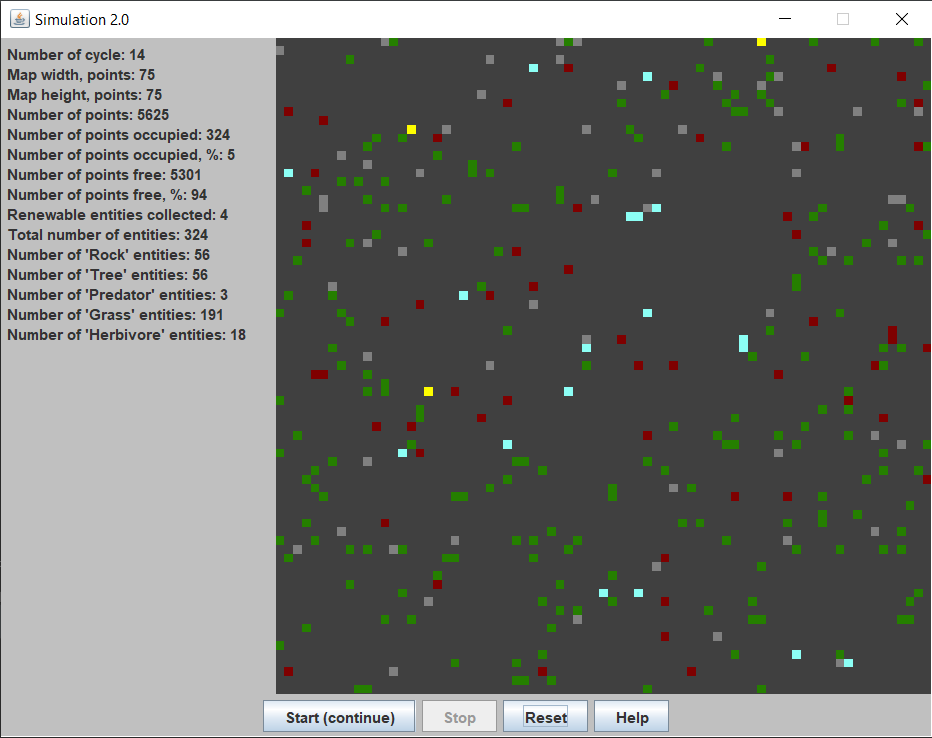 Simulation 2.0
Number of cycle: 14
Map width, points: 75
Map height, points: 75
Number of points: 5625
Number of points occupied: 324
Number of points occupied, %: 5
Number of points free: 5301
Number of points free, %: 94
Renewable entities collected: 4
Total number of entities: 324
Number of 'Rock' entities: 56
Number of 'Tree' entities: 56
Number of 'Predator' entities: 3
Number of 'Grass' entities: 191
Number of 'Herbivore' entities: 18
Start (continue) Stop Reset Help